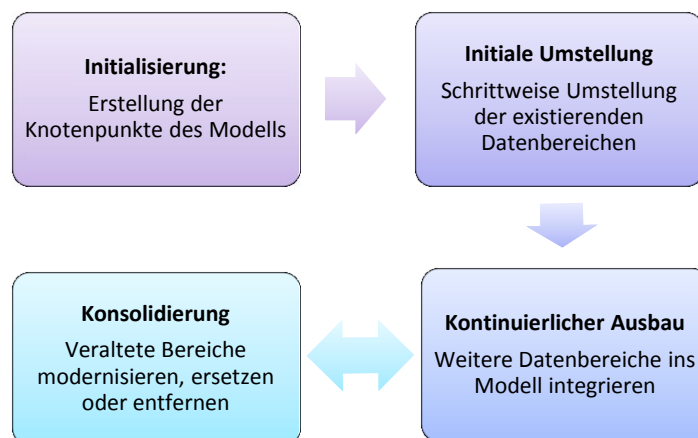 Initialisierung:
Erstellung der
Knotenpunkte des Modells
Initiale Umstellung
Schrittweise Umstellung
der existierenden
Datenbereichen
Kontinuierlicher Ausbau
Weitere Datenbereiche ins
Modell integrieren
Konsolidierung
Veraltete Bereiche
modernisieren, ersetzen
oder entfernen